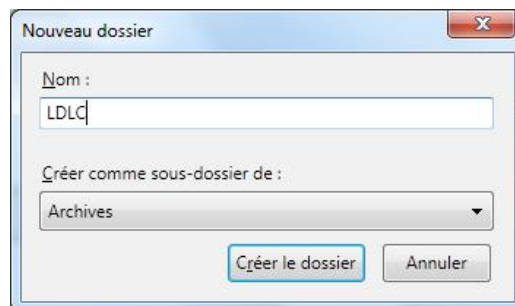 Nouveau dossier
Nom :
LDLC
Créer comme sous-dossier de :
Archives
Créer le dossier
Annuler